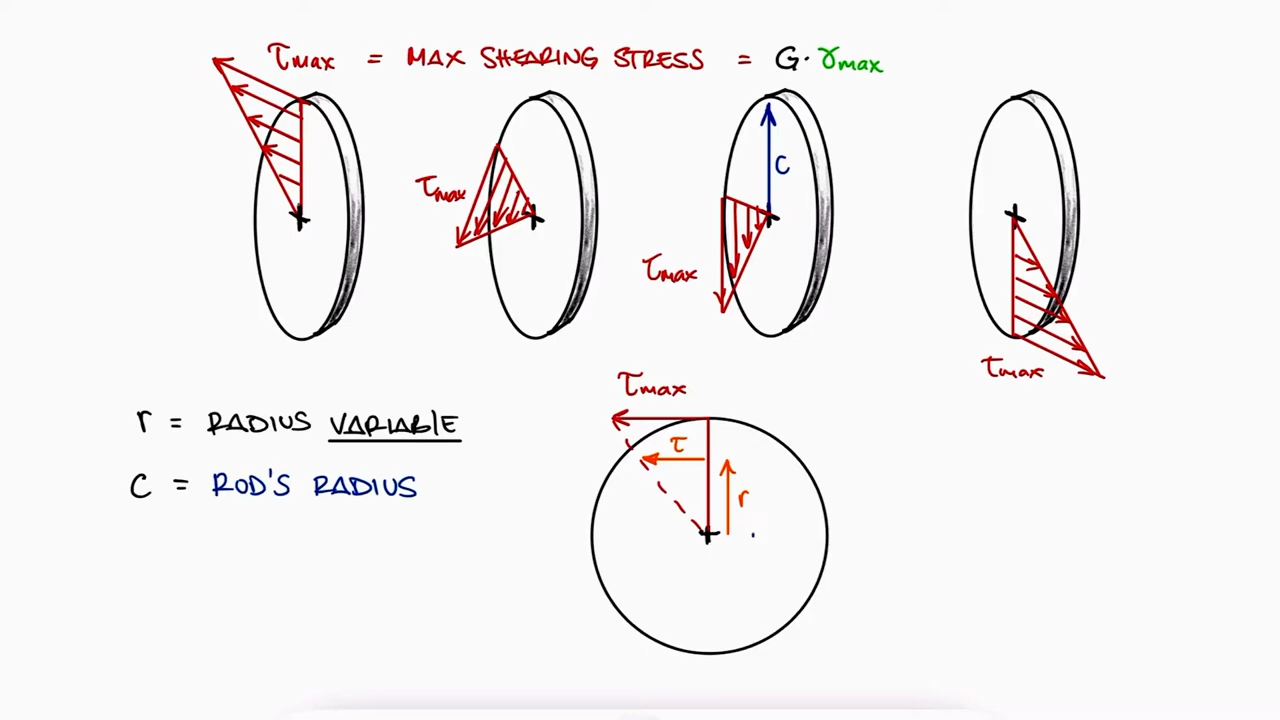 τmax = MAX SHEARING STRESS = G·γmax
τmax
C
τmax
τmax
r = RADIUS VARIABLE
C = ROD'S RADIUS
τmax
τ
r